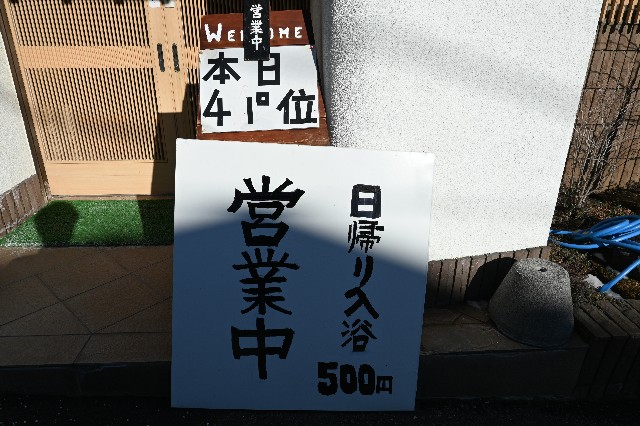 営業中
WELCOME
本日
41°位
営業中
日帰り入浴
500円